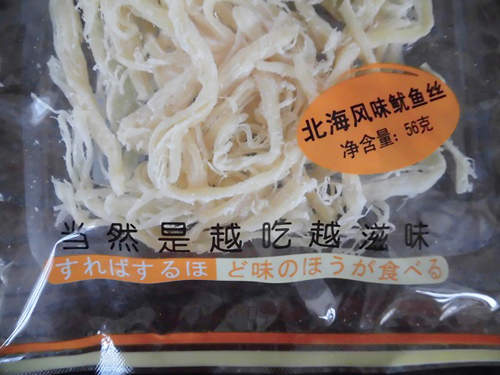 北海风味鱿鱼丝
净含量: 56克
当然是越吃越滋味
すればするほ ど味のほうが食べる